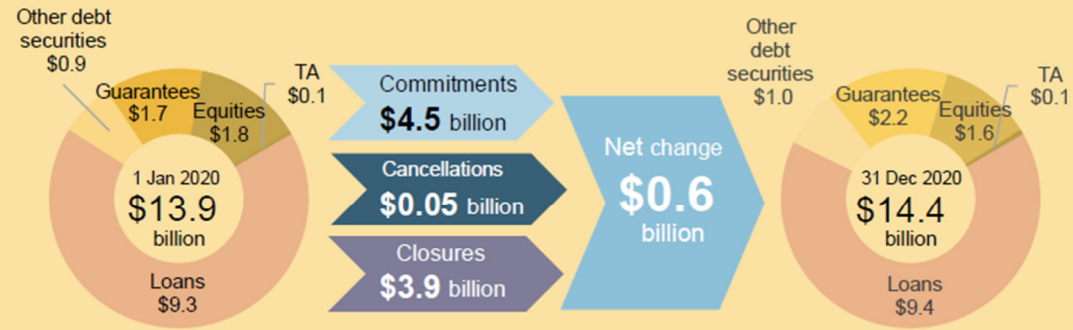 Other debt
securities
$0.9
Guarantees
$1.7
Equities
$1.8
TA
$0.1
1 Jan 2020
$13.9
billion
Loans
$9.3
Commitments
$4.5 billion
Cancellations
$0.05 billion
Closures
$3.9 billion
Net change
$0.6
billion
Other
debt
securities
$1.0
Guarantees
$2.2
Equities
$1.6
TA
$0.1
31 Dec 2020
$14.4
billion
Loans
$9.4